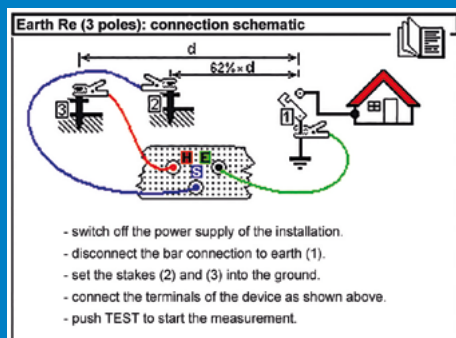 Earth Re (3 poles): connection schematic
d
62%×d
3
2
1
H E
S
- switch off the power supply of the installation.
- disconnect the bar connection to earth (1).
- set the stakes (2) and (3) into the ground.
- connect the terminals of the device as shown above.
- push TEST to start the measurement.